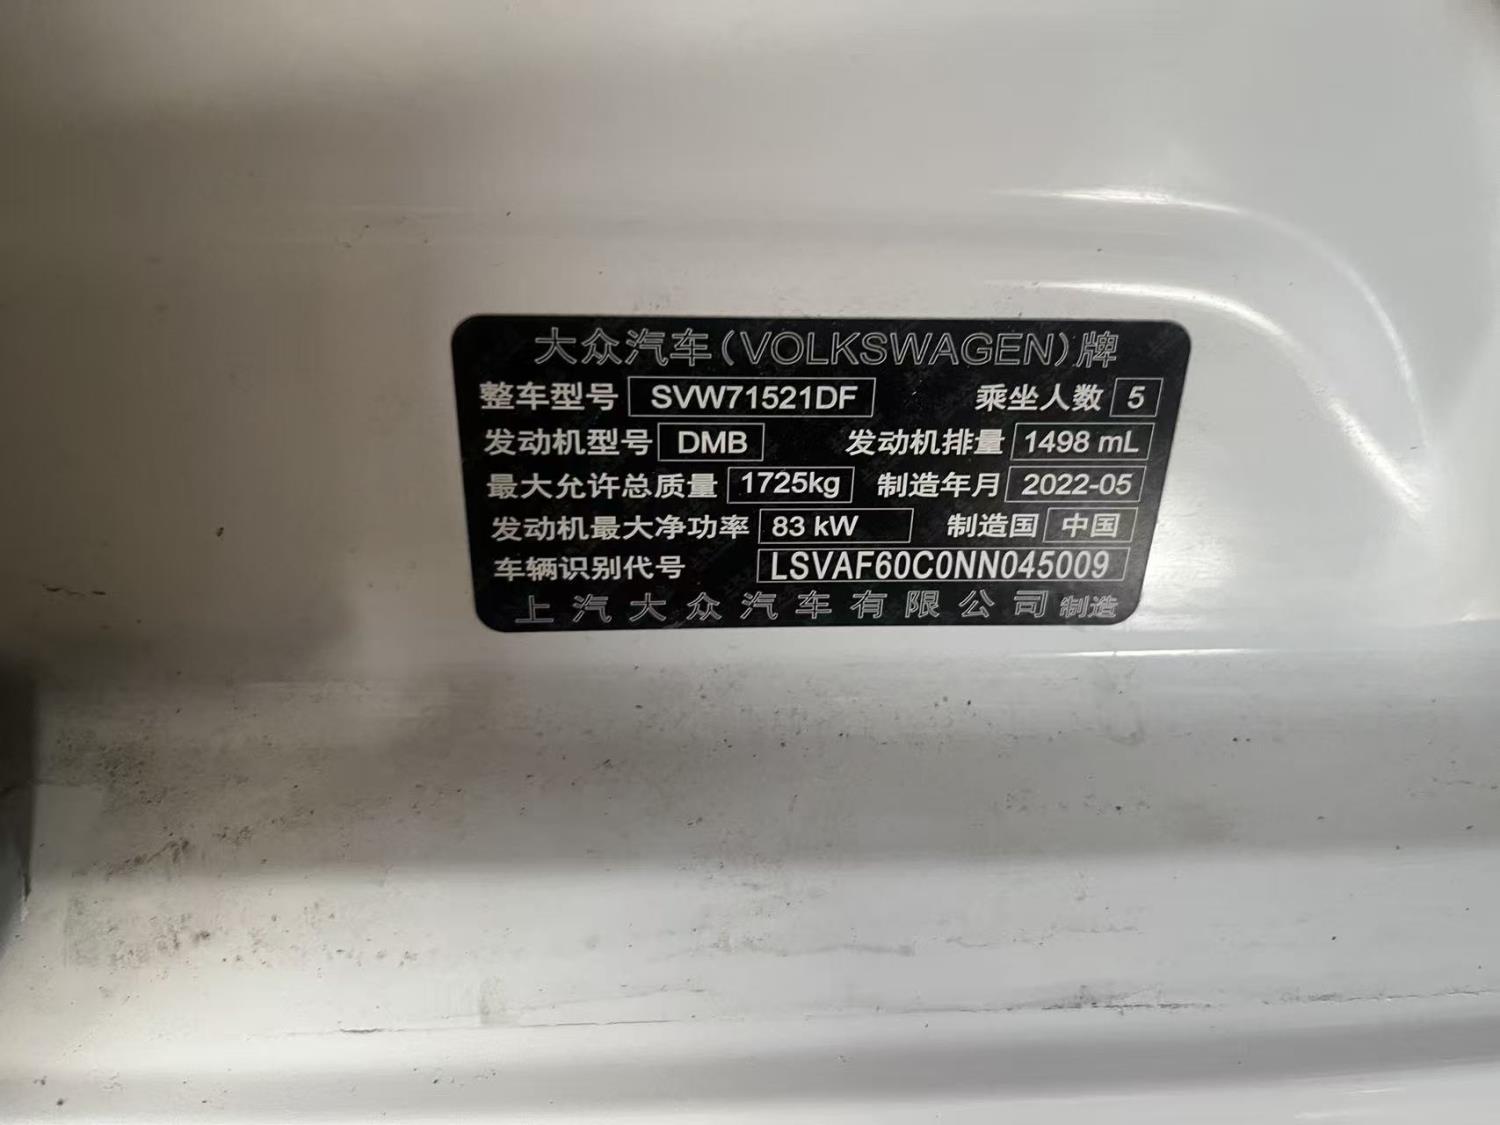 大众汽车(VOLKSWAGEN)牌
整车型号 SVW71521DF 乘坐人数 5
发动机型号 DMB 发动机排量 1498 mL
最大允许总质量 1725kg 制造年月 2022-05
发动机最大净功率 83 kW 制造国 中国
车辆识别代号 LSVAF60C0NN045009
上汽大众汽车有限公司 制造